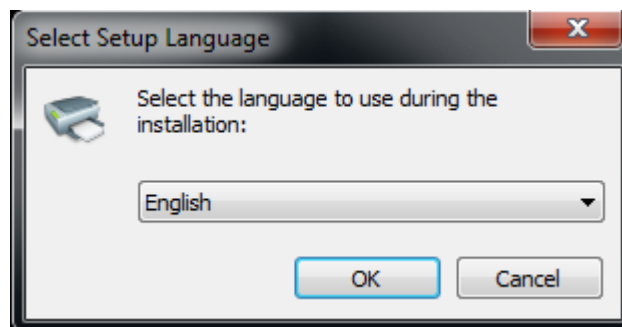 Select Setup Language
Select the language to use during the
installation:
English
OK
Cancel